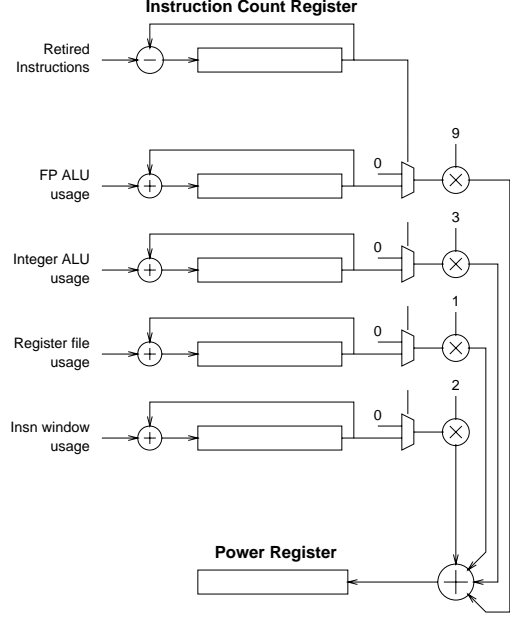 Instruction Count Register
Retired
Instructions
−
9
0
FP ALU
usage
+
×
3
0
Integer ALU
usage
+
×
1
0
Register file
usage
+
×
2
0
Insn window
usage
+
×
Power Register
+